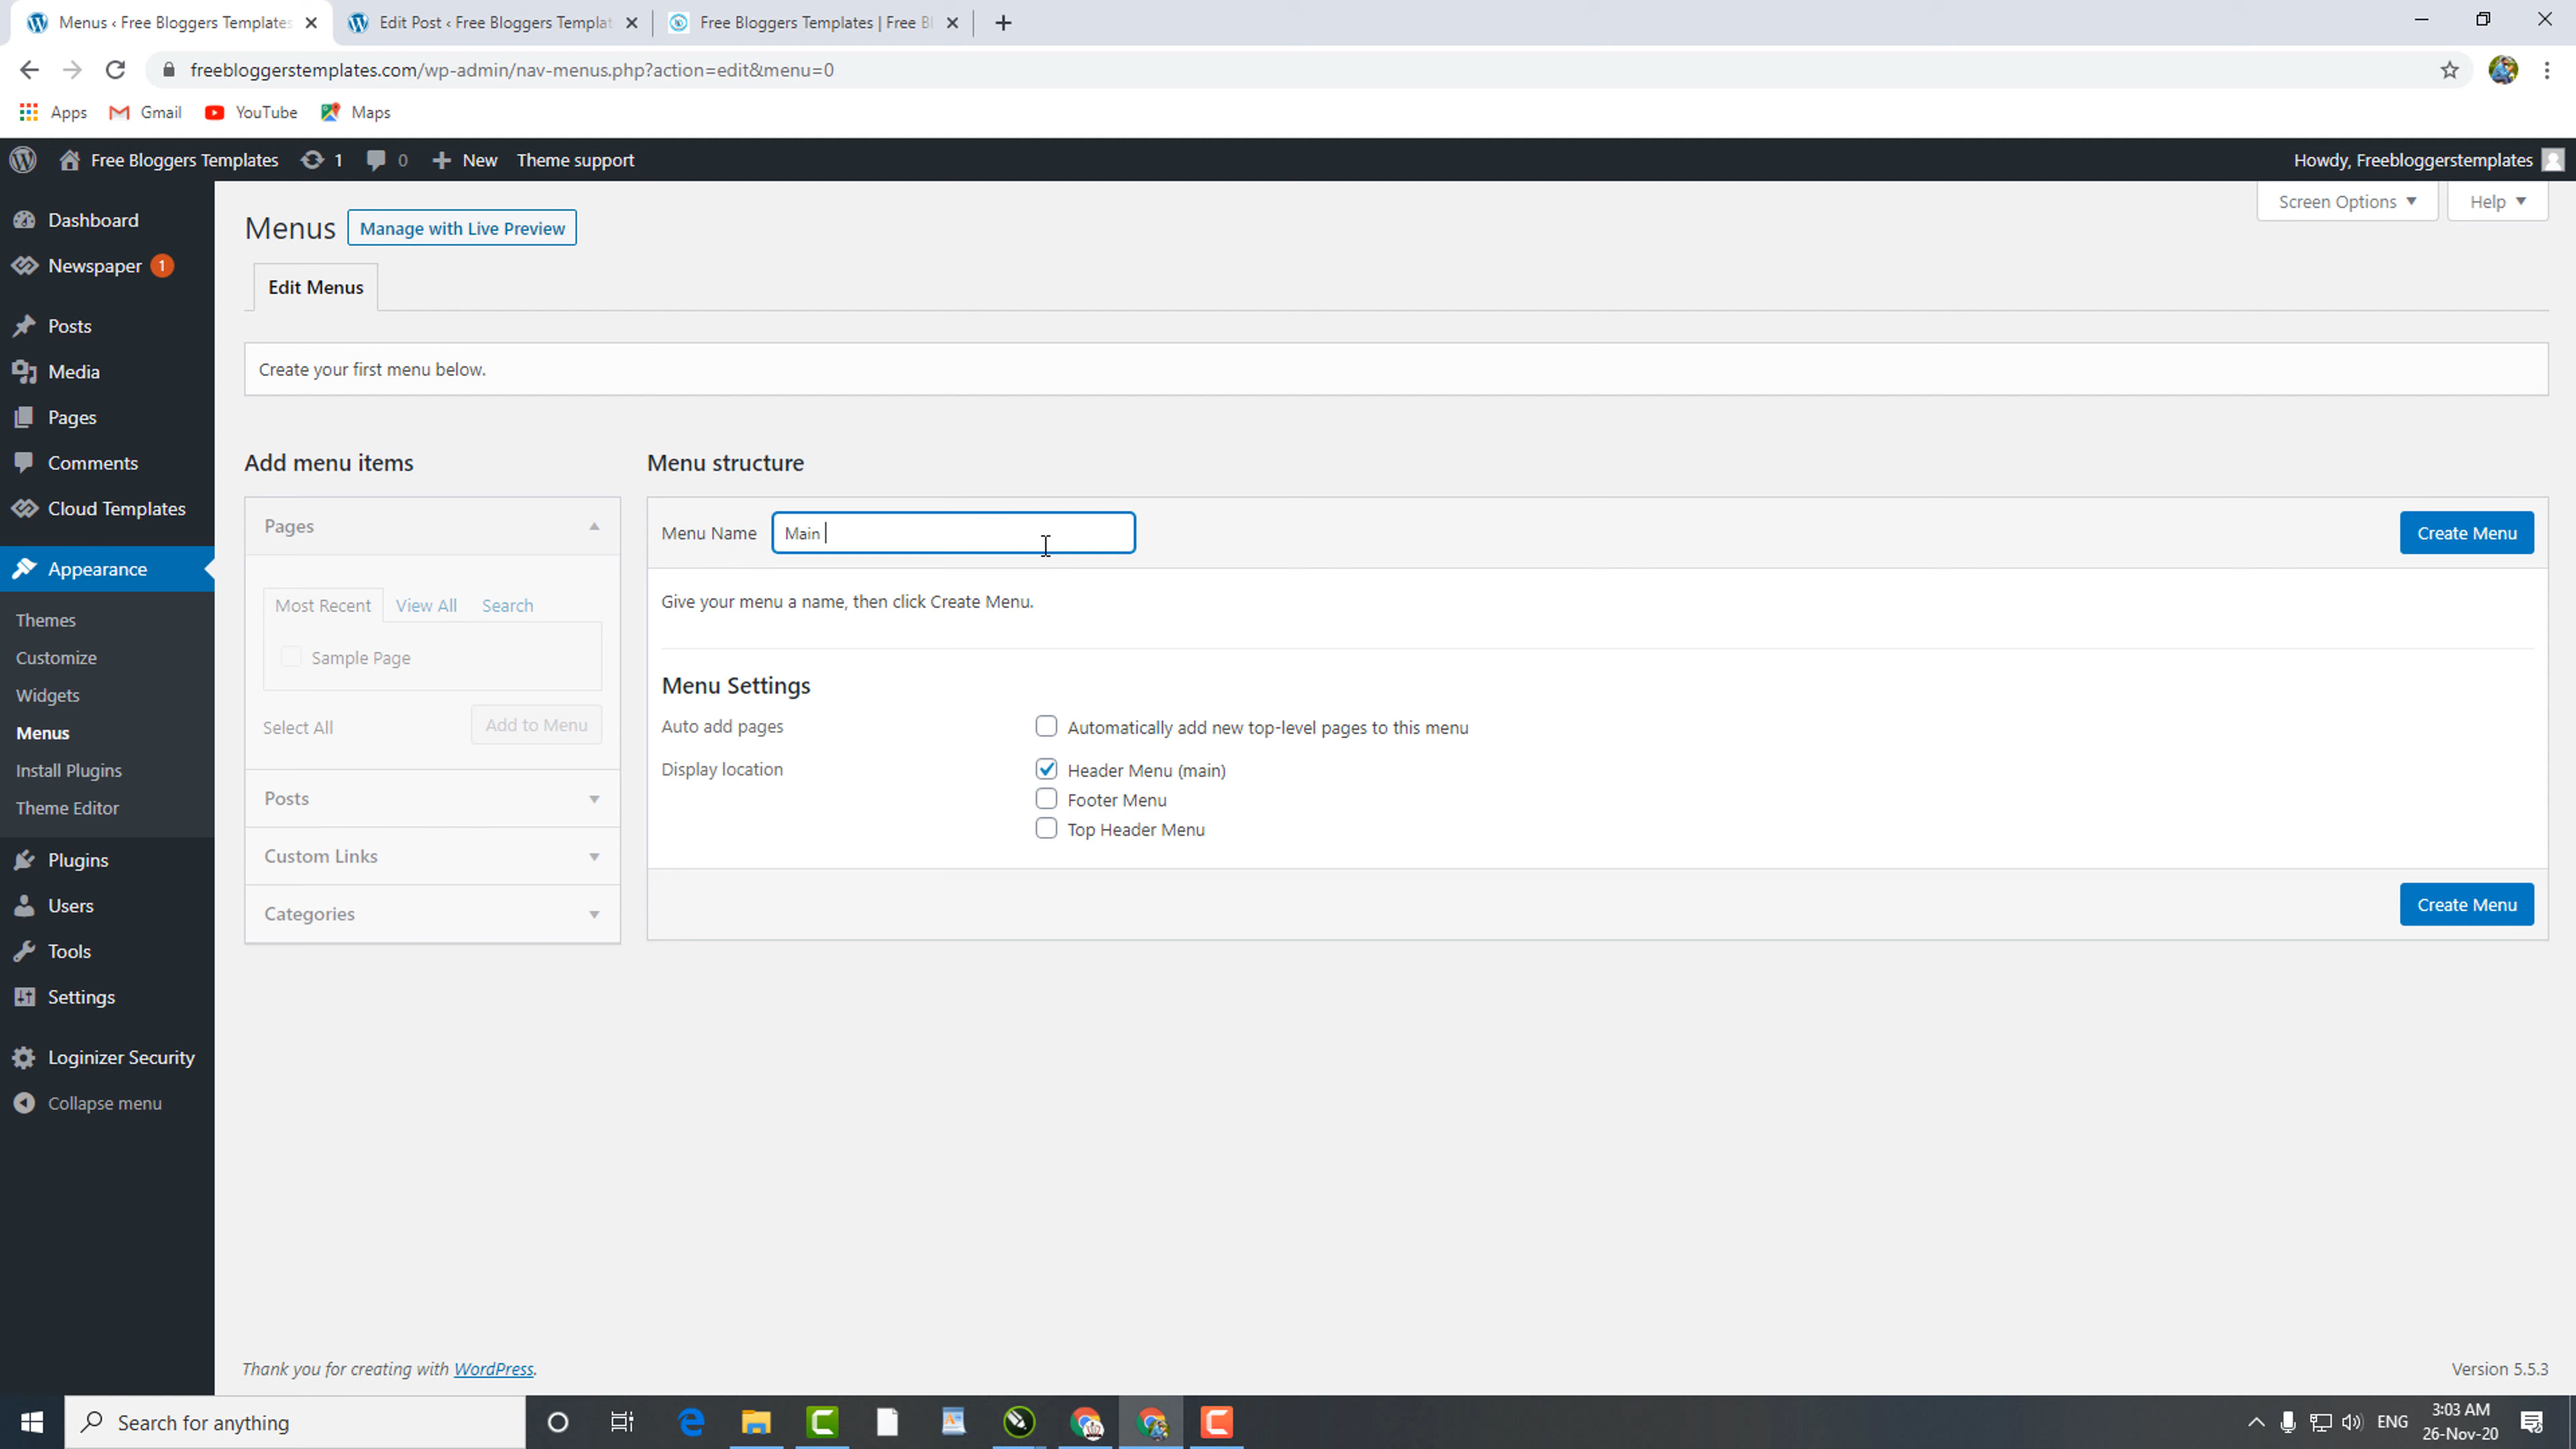 Menus ‹ Free Bloggers Templates
Edit Post ‹ Free Bloggers Templat
Free Bloggers Templates | Free Bl
freebloggerstemplates.com/wp-admin/nav-menus.php?action=edit&menu=0
Apps Gmail YouTube Maps
Free Bloggers Templates 1 0 New Theme support
Howdy, Freebloggerstemplates
Screen Options Help
Dashboard
Newspaper 1
Posts
Media
Pages
Comments
Cloud Templates
Appearance
Themes
Customize
Widgets
Menus
Install Plugins
Theme Editor
Plugins
Users
Tools
Settings
Loginizer Security
Collapse menu
Menus Manage with Live Preview
Edit Menus
Create your first menu below.
Add menu items
Pages
Most Recent View All Search
Sample Page
Select All Add to Menu
Posts
Custom Links
Categories
Menu structure
Menu Name Main Create Menu
Give your menu a name, then click Create Menu.
Menu Settings
Auto add pages Automatically add new top-level pages to this menu
Display location Header Menu (main)
Footer Menu
Top Header Menu
Create Menu
Thank you for creating with WordPress.
Version 5.5.3
Search for anything
ENG
3:03 AM
26-Nov-20